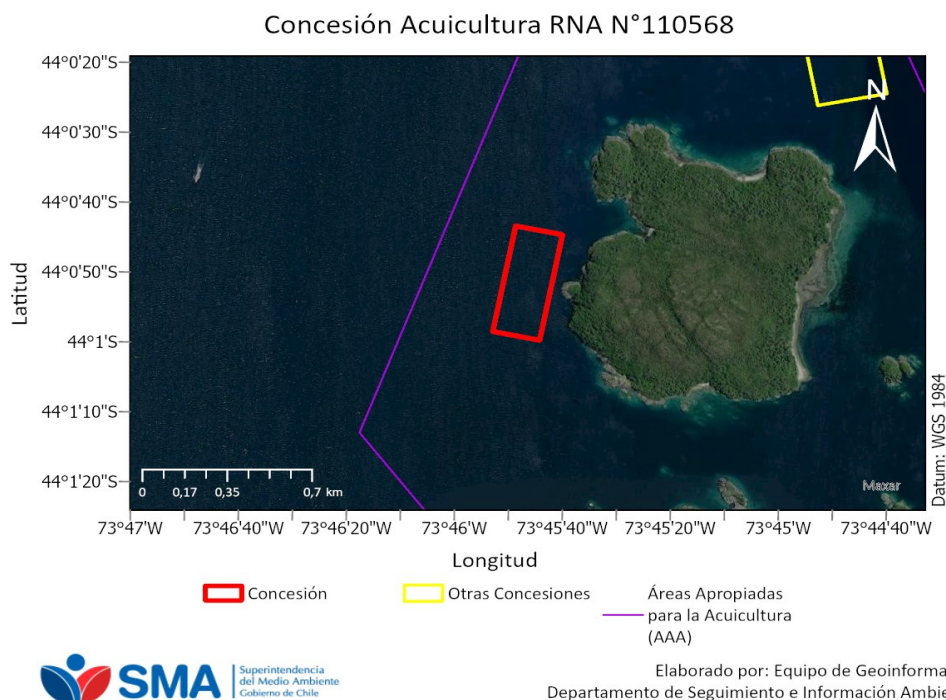 Concesión Acuicultura RNA N°110568
44°0'20"S
44°0'30"S
44°0'40"S
44°0'50"S
44°1'S
44°1'10"S
44°1'20"S
Latitud
N
Datum: WGS 1984
Maxar
0 0,17 0,35 0,7 km
73°47'W 73°46'40"W 73°46'20"W 73°46'W 73°45'40"W 73°45'20"W 73°45'W 73°44'40"W
Longitud
Concesión
Otras Concesiones
Áreas Apropiadas
para la Acuicultura
(AAA)
SMA
Superintendencia
del Medio Ambiente
Gobierno de Chile
Elaborado por: Equipo de Geoinforma
Departamento de Seguimiento e Información Ambie